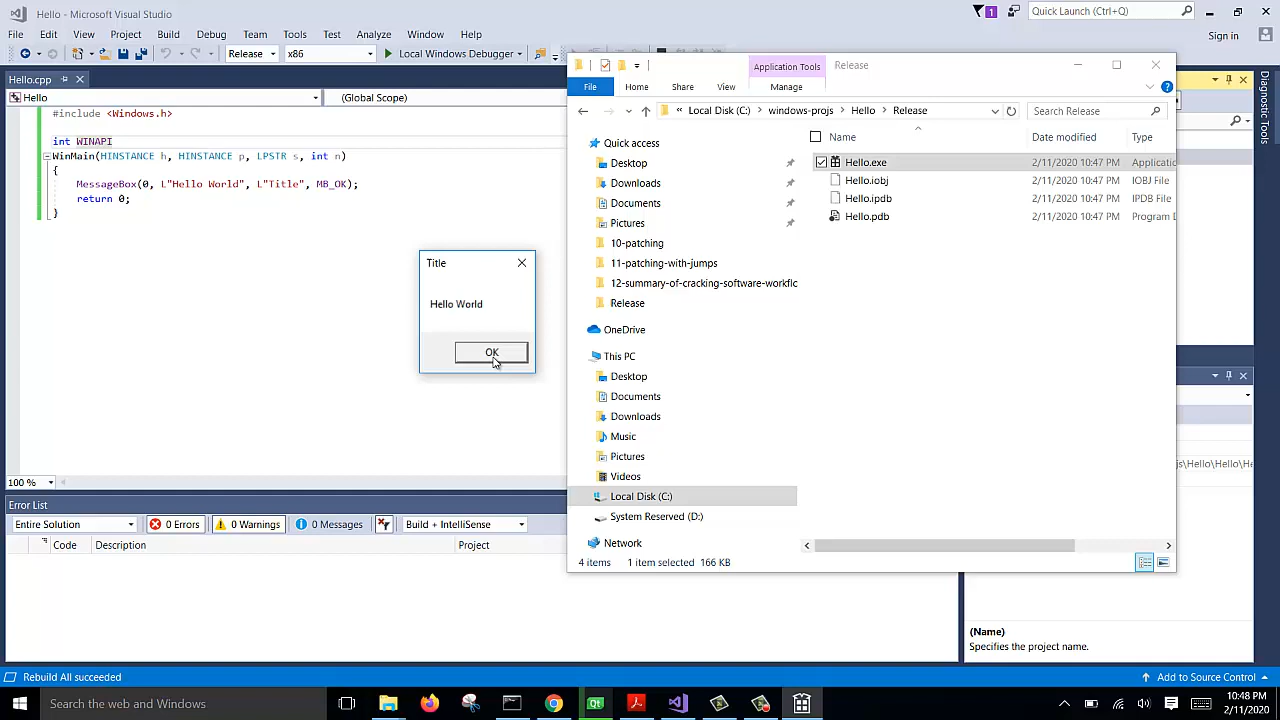 Hello - Microsoft Visual Studio
1
Quick Launch (Ctrl+Q)
File Edit View Project Build Debug Team Tools Test Analyze Window Help
Sign in
Release x86 Local Windows Debugger
Hello.cpp
Hello
(Global Scope)
#include <Windows.h>
int WINAPI
WinMain(HINSTANCE h, HINSTANCE p, LPSTR s, int n)
{
MessageBox(0, L"Hello World", L"Title", MB_OK);
return 0;
}
Title
Hello World
OK
100 %
Application Tools
Release
File Home Share View Manage
« Local Disk (C:) > windows-projs > Hello > Release
Search Release
Quick access
Desktop
Downloads
Documents
Pictures
10-patching
11-patching-with-jumps
12-summary-of-cracking-software-workflc
Release
OneDrive
This PC
Desktop
Documents
Downloads
Music
Pictures
Videos
Local Disk (C:)
System Reserved (D:)
Network
Name Date modified Type
Hello.exe 2/11/2020 10:47 PM Applicatio
Hello.iobj 2/11/2020 10:47 PM IOBJ File
Hello.ipdb 2/11/2020 10:47 PM IPDB File
Hello.pdb 2/11/2020 10:47 PM Program D
4 items 1 item selected 166 KB
Diagnostic Tools
js\Hello\Hello\He
(Name)
Specifies the project name.
Error List
Entire Solution 0 Errors 0 Warnings 0 Messages Build + IntelliSense
Code Description Project
Rebuild All succeeded
Add to Source Control
Search the web and Windows
10:48 PM
2/11/2020